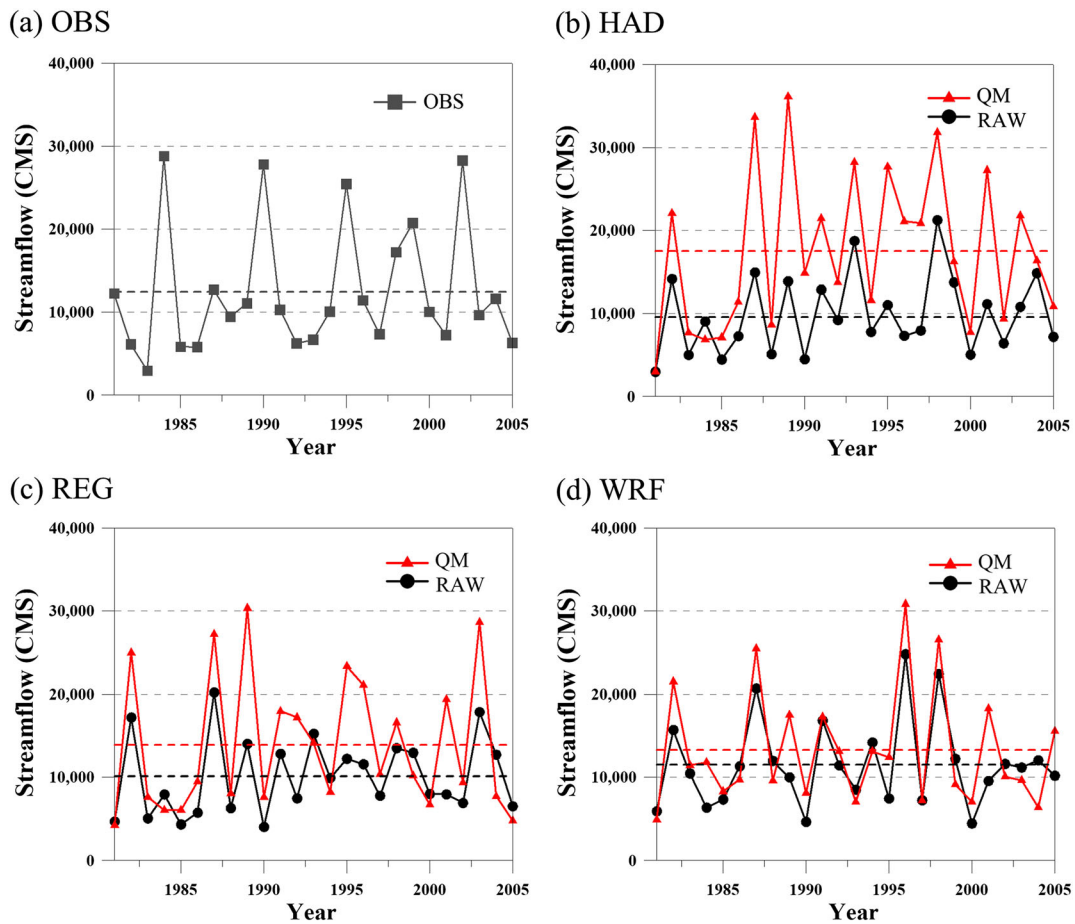 (a) OBS
40,000
30,000
20,000
10,000
0
Streamflow (CMS)
OBS
1985 1990 1995 2000 2005
Year
(b) HAD
40,000
30,000
20,000
10,000
0
Streamflow (CMS)
QM
RAW
1985 1990 1995 2000 2005
Year
(c) REG
40,000
30,000
20,000
10,000
0
Streamflow (CMS)
QM
RAW
1985 1990 1995 2000 2005
Year
(d) WRF
40,000
30,000
20,000
10,000
0
Streamflow (CMS)
QM
RAW
1985 1990 1995 2000 2005
Year